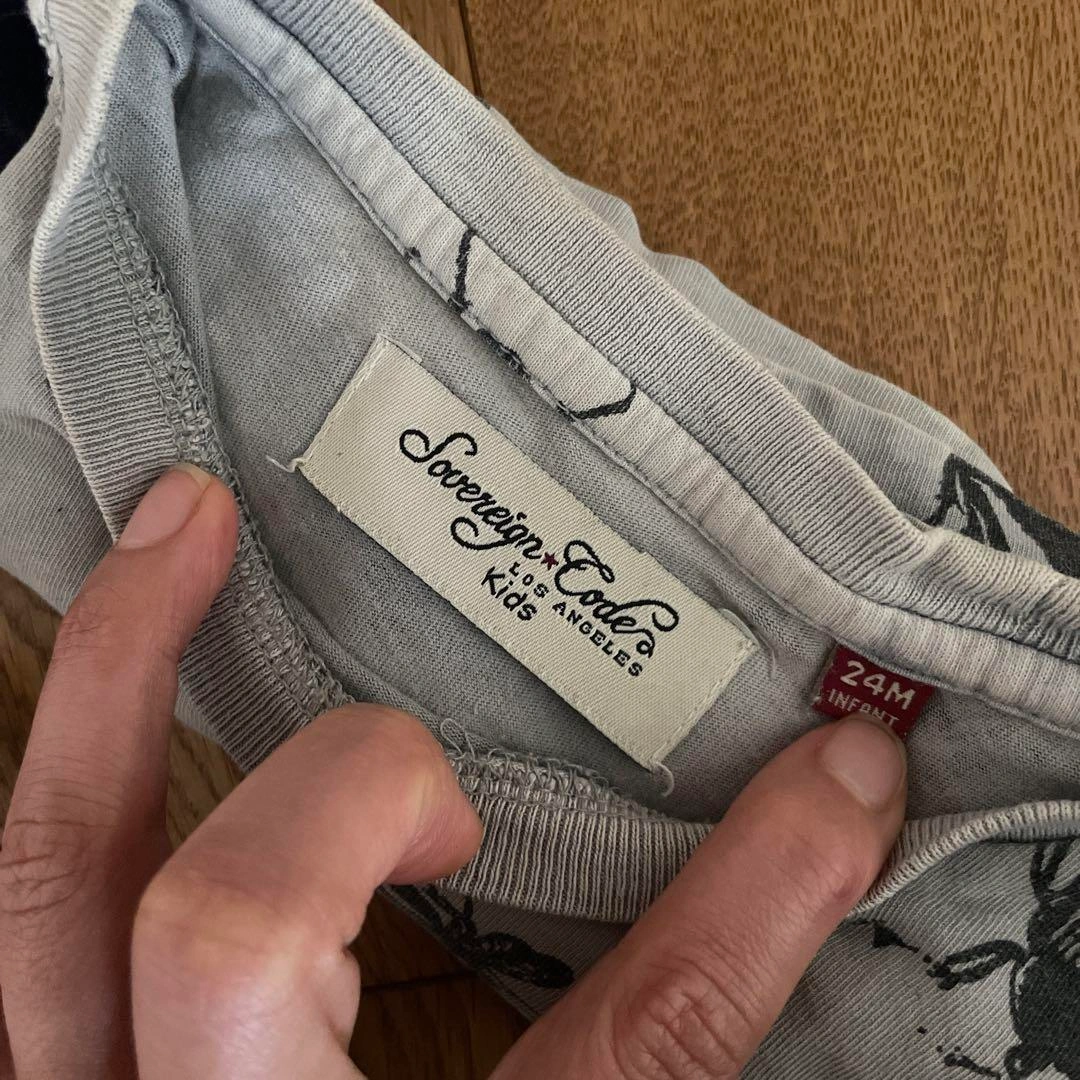 Sovereign★Code
LOS ANGELES
Kids
24M
INFANT